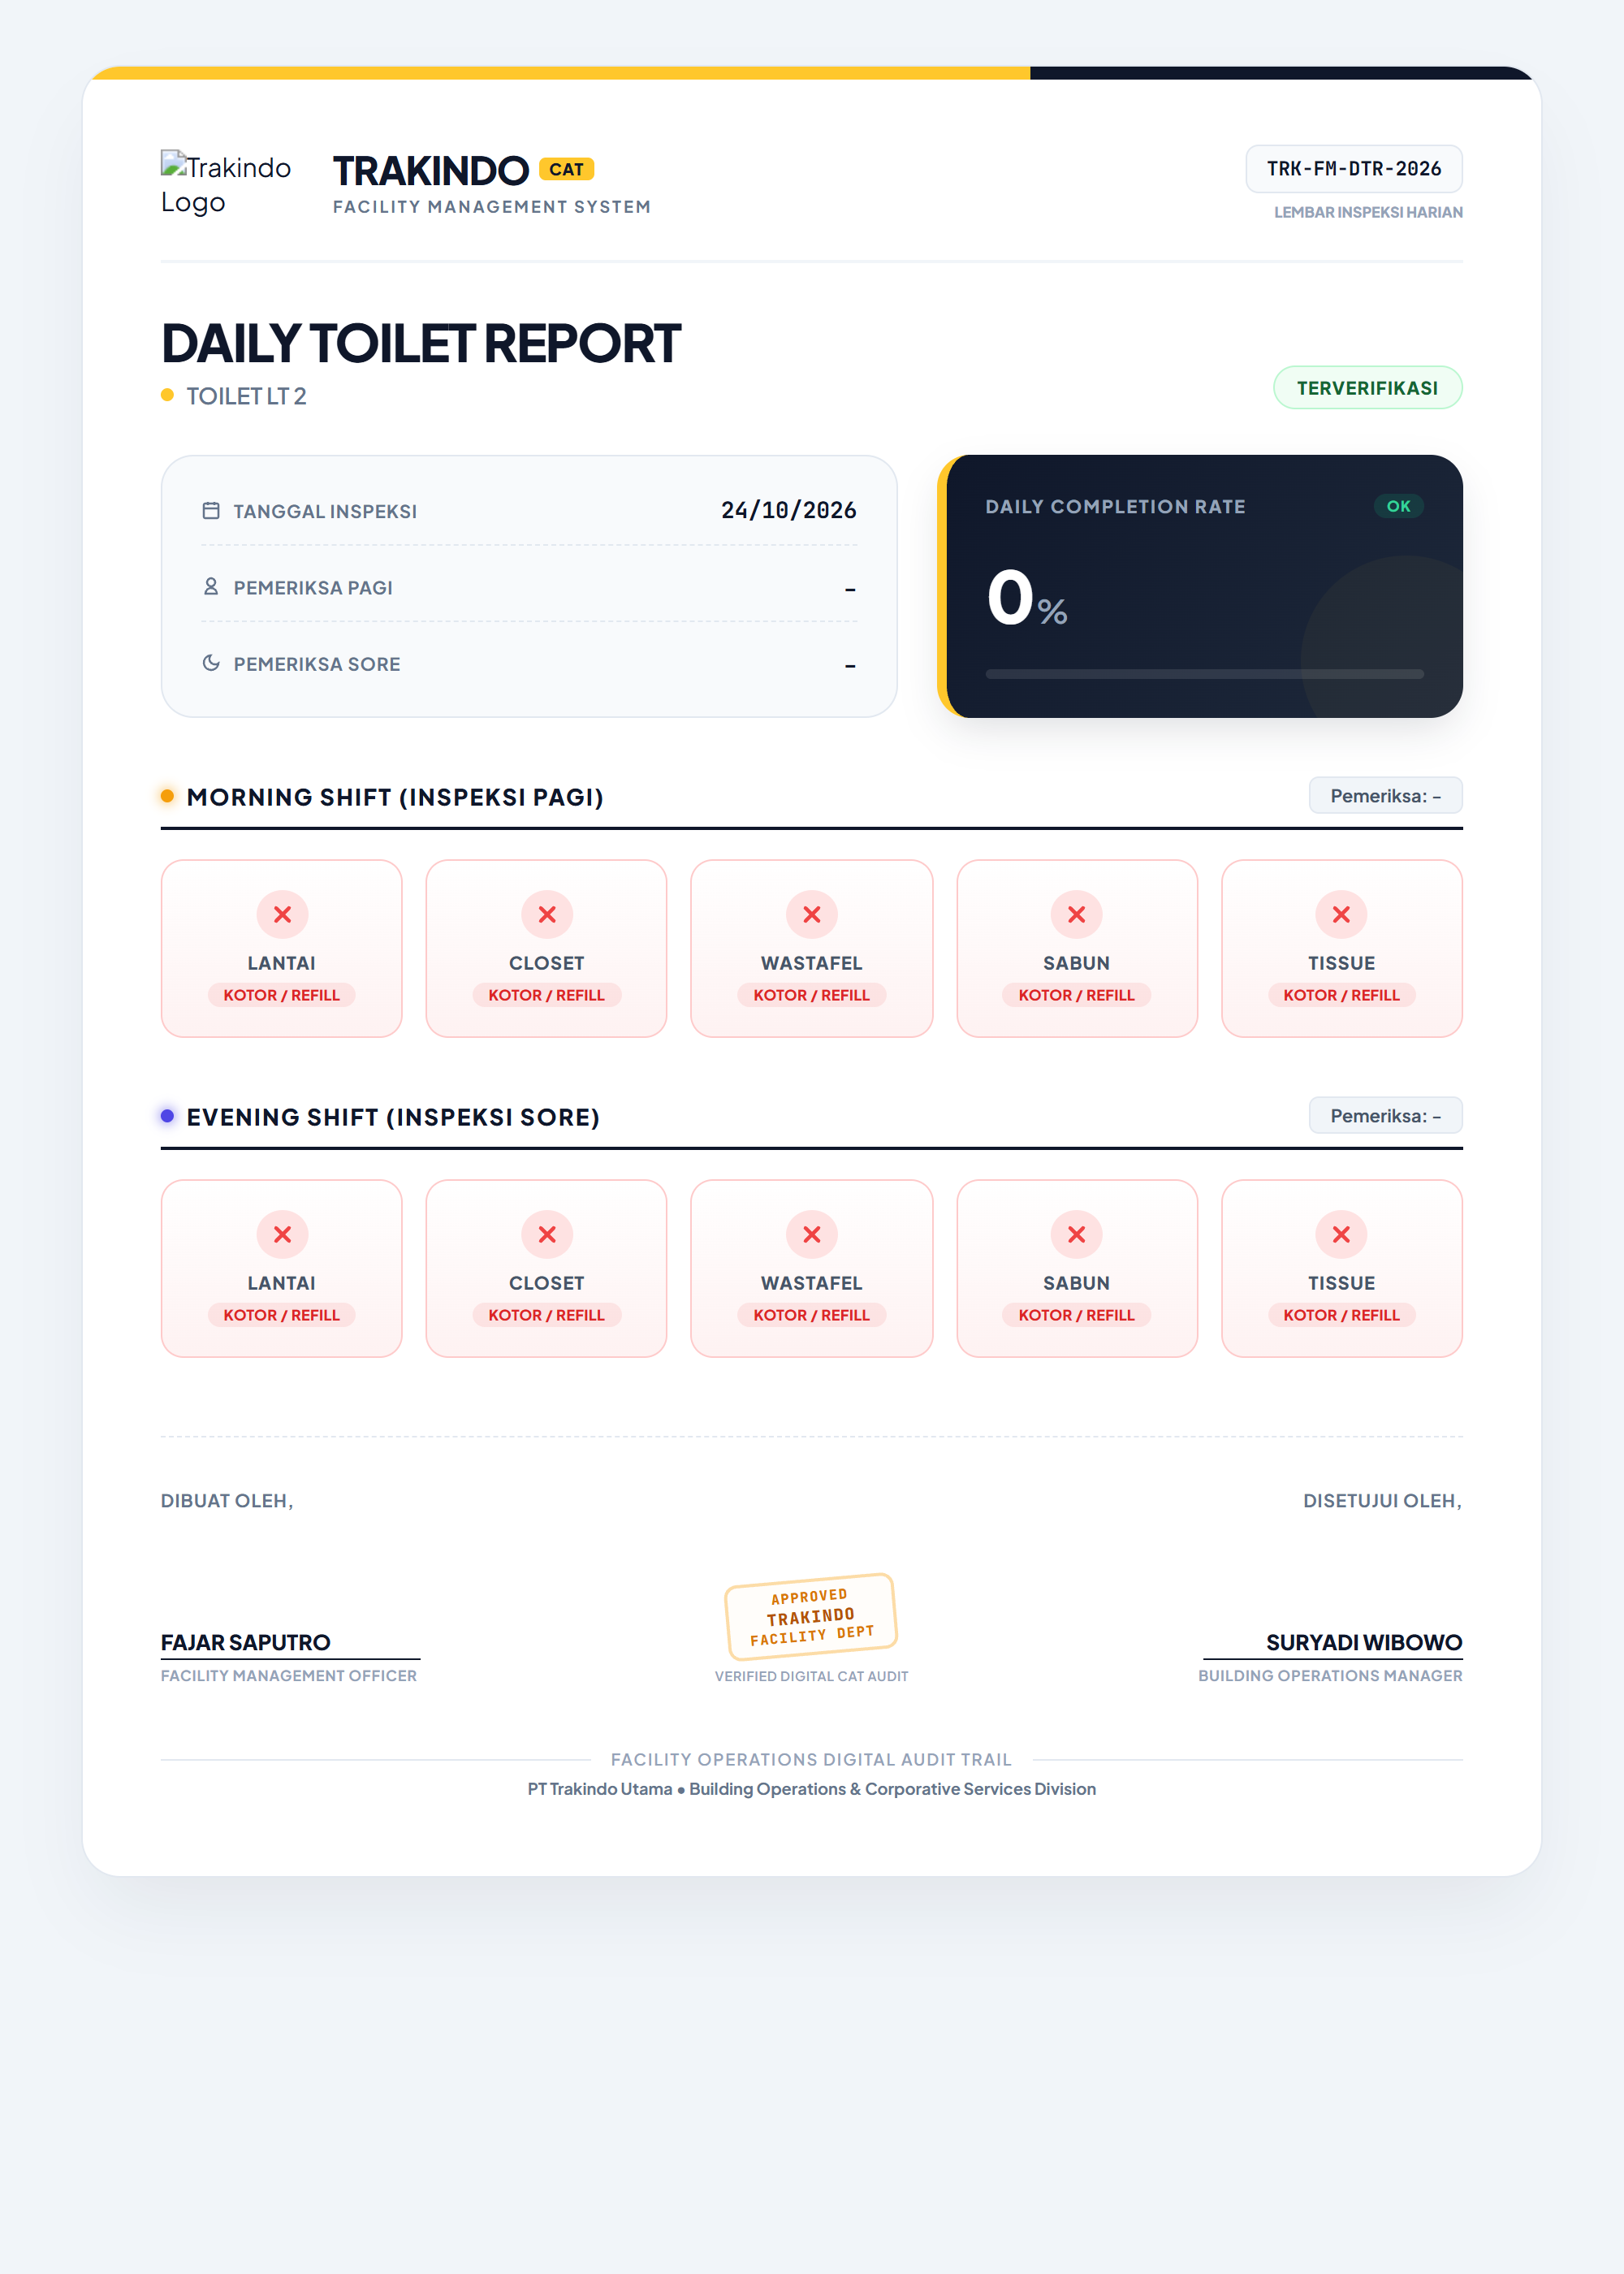 Trakindo
Logo
TRAKINDO CAT
FACILITY MANAGEMENT SYSTEM
TRK-FM-DTR-2026
LEMBAR INSPEKSI HARIAN
DAILY TOILET REPORT
TOILET LT 2
TERVERIFIKASI
TANGGAL INSPEKSI 24/10/2026
PEMERIKSA PAGI -
PEMERIKSA SORE -
DAILY COMPLETION RATE OK
0%
MORNING SHIFT (INSPEKSI PAGI) Pemeriksa: -
LANTAI CLOSET WASTAFEL SABUN TISSUE
KOTOR / REFILL KOTOR / REFILL KOTOR / REFILL KOTOR / REFILL KOTOR / REFILL
EVENING SHIFT (INSPEKSI SORE) Pemeriksa: -
LANTAI CLOSET WASTAFEL SABUN TISSUE
KOTOR / REFILL KOTOR / REFILL KOTOR / REFILL KOTOR / REFILL KOTOR / REFILL
DIBUAT OLEH, DISETUJUI OLEH,
APPROVED
TRAKINDO
FACILITY DEPT
FAJAR SAPUTRO SURYADI WIBOWO
FACILITY MANAGEMENT OFFICER VERIFIED DIGITAL CAT AUDIT BUILDING OPERATIONS MANAGER
FACILITY OPERATIONS DIGITAL AUDIT TRAIL
PT Trakindo Utama • Building Operations & Corporative Services Division